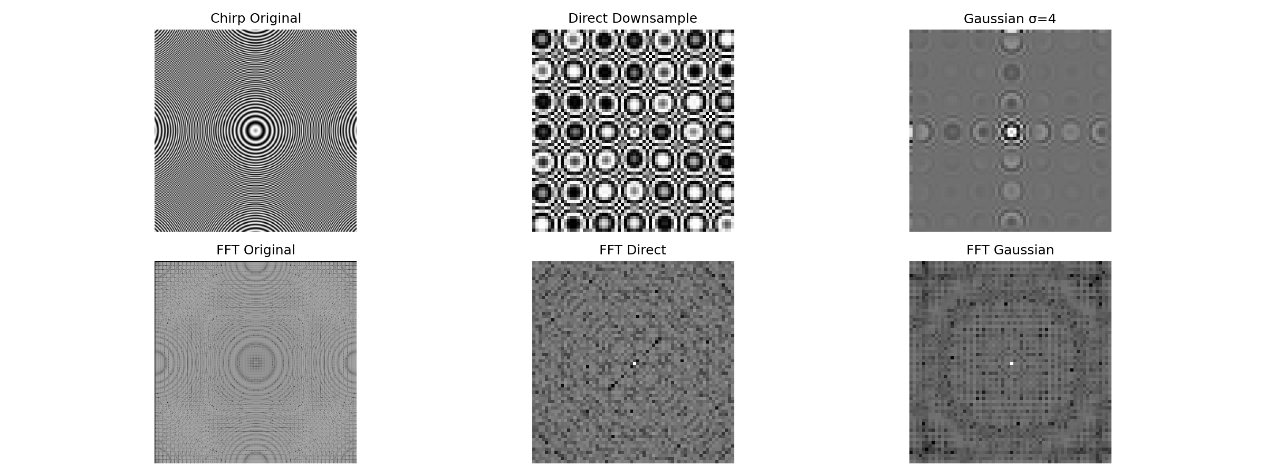 Chirp Original
Direct Downsample
Gaussian σ=4
FFT Original
FFT Direct
FFT Gaussian